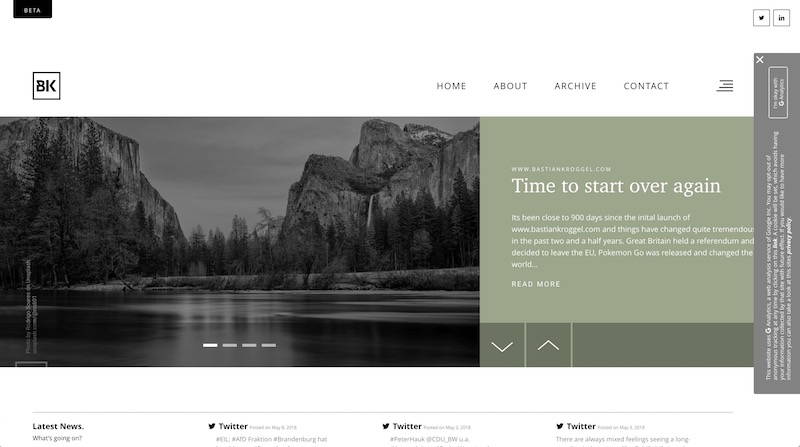 BETA
BK
HOME ABOUT ARCHIVE CONTACT
I'm okay with
G Analytics
This website uses G Analytics, a web analysis service of Google Inc. You may opt-out of
anonymous tracking at any time by clicking on this link. A cookie will be set, which avoids having
your information collected by that site with future effect. If you would like to have more
information you can also take a look at this sites privacy policy
WWW.BASTIANKROGGEL.COM
Time to start over again
Its been close to 900 days since the inital launch of
www.bastiankroggel.com and things have changed quite tremendous
in the past two and a half years. Great Britain held a referendum and
decided to leave the EU, Pokemon Go was released and changed the
world...
READ MORE
Photo by Rodrigo Soares on Unsplash
Latest News.
What's going on?
Twitter Posted on May 8, 2018
#EIL: #AfD Fraktion #Brandenburg hat
Twitter Posted on May 3, 2018
#PeterHauk @CDU_BW u.a.
Twitter Posted on May 3, 2018
There are always mixed feelings seeing a long-